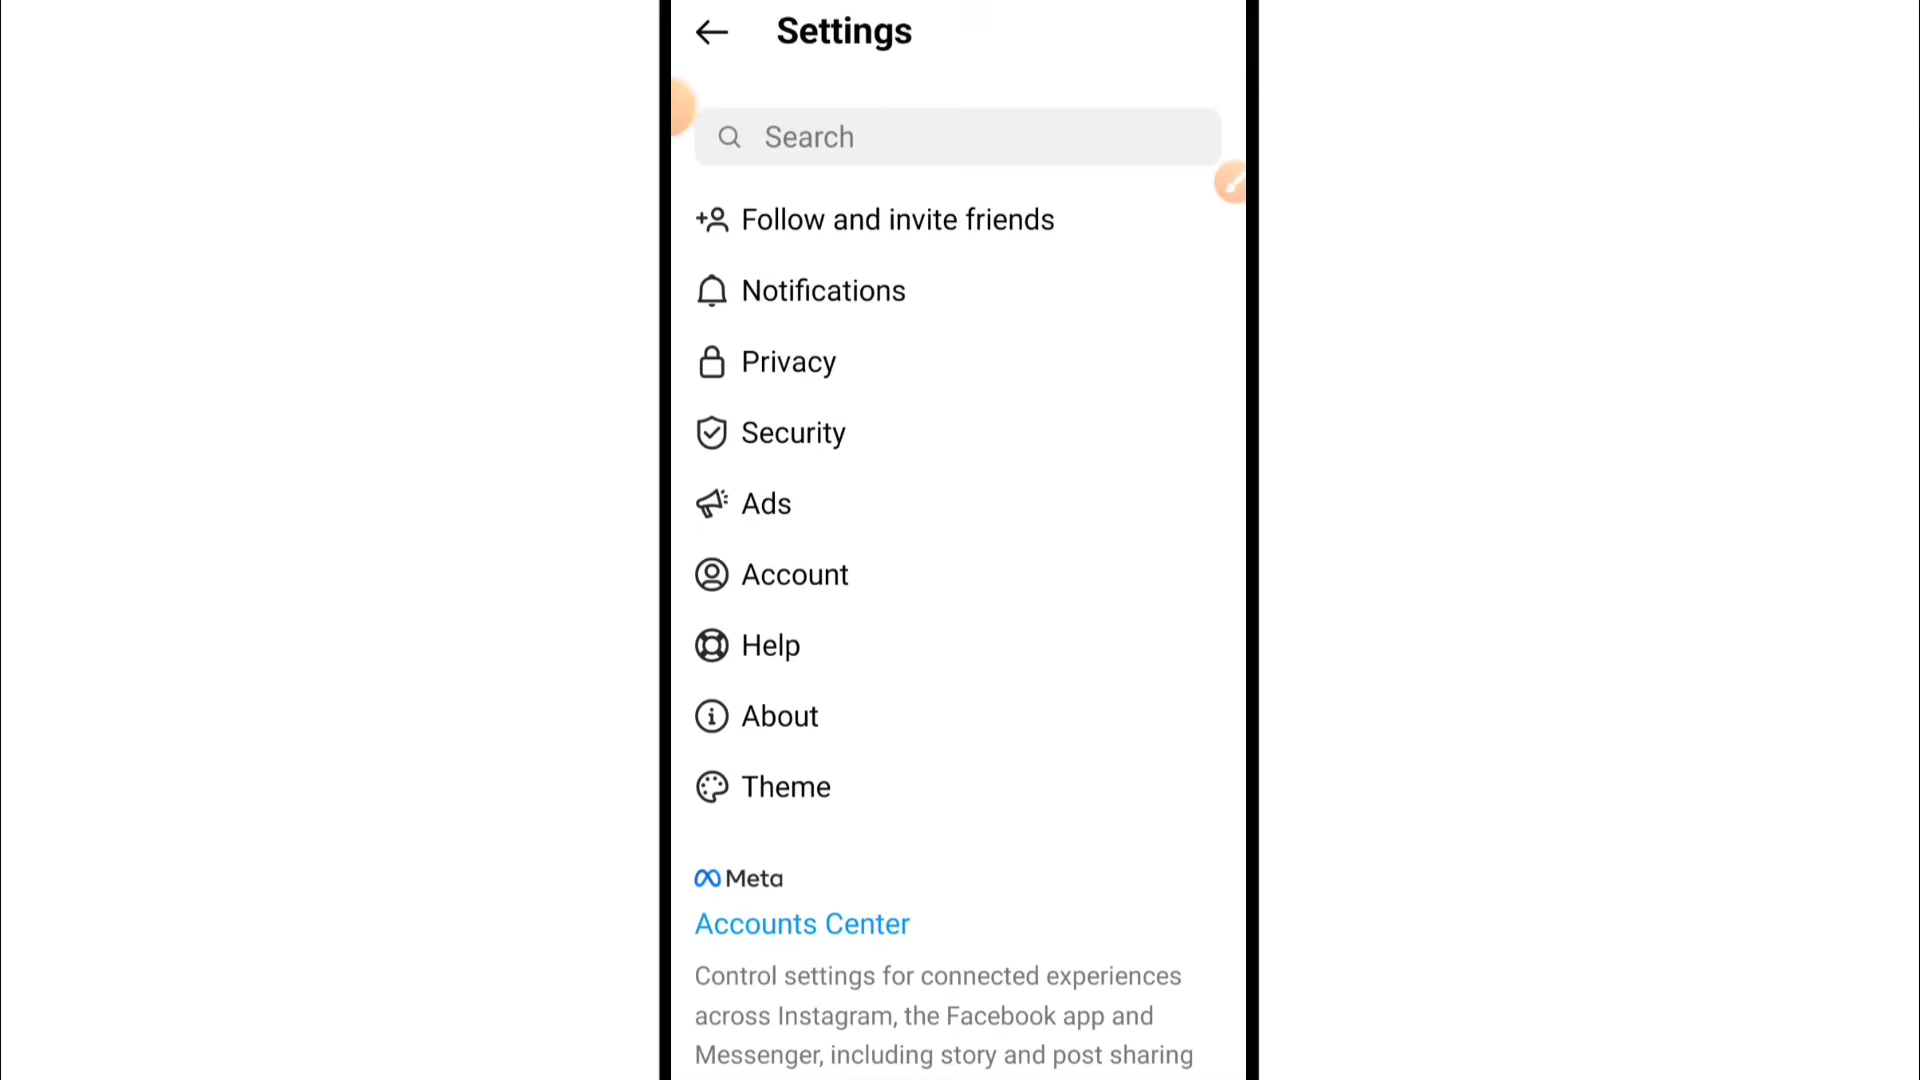 Settings
Search
Follow and invite friends
Notifications
Privacy
Security
Ads
Account
Help
About
Theme
Meta
Accounts Center
Control settings for connected experiences
across Instagram, the Facebook app and
Messenger, including story and post sharing